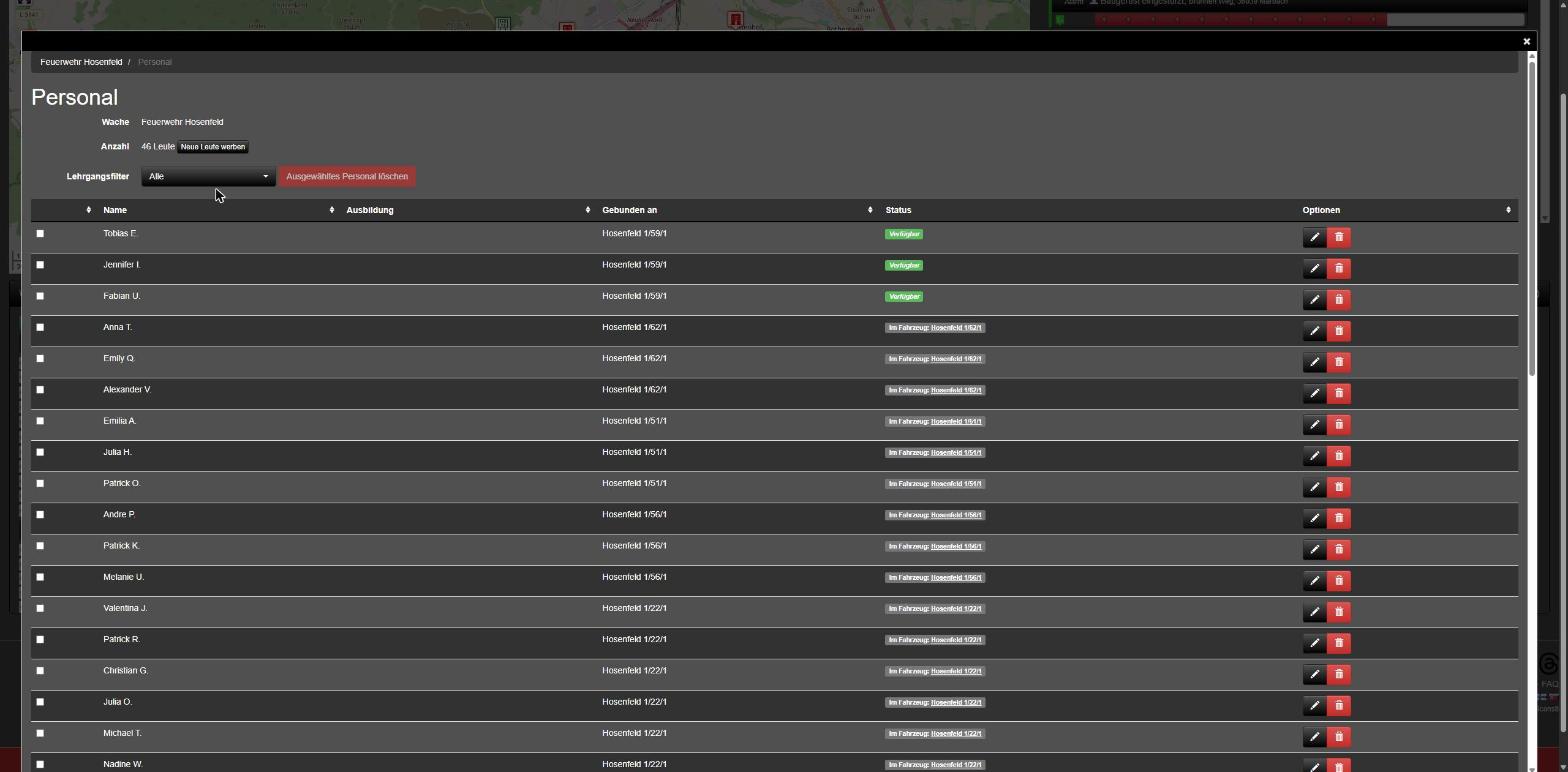 L 3141
Baugerüst eingestürzt, Brunnen Weg, 36039 Marbach
×
Feuerwehr Hosenfeld / Personal
Personal
Wache Feuerwehr Hosenfeld
Anzahl 46 Leute Neue Leute werben
Lehrgangsfilter Alle Ausgewähltes Personal löschen
Name Ausbildung Gebunden an Status Optionen
Tobias E. Hosenfeld 1/59/1 Verfügbar
Jennifer I. Hosenfeld 1/59/1 Verfügbar
Fabian U. Hosenfeld 1/59/1 Verfügbar
Anna T. Hosenfeld 1/62/1 Im Fahrzeug: Hosenfeld 1/62/1
Emily Q. Hosenfeld 1/62/1 Im Fahrzeug: Hosenfeld 1/62/1
Alexander V. Hosenfeld 1/62/1 Im Fahrzeug: Hosenfeld 1/62/1
Emilia A. Hosenfeld 1/51/1 Im Fahrzeug: Hosenfeld 1/51/1
Julia H. Hosenfeld 1/51/1 Im Fahrzeug: Hosenfeld 1/51/1
Patrick O. Hosenfeld 1/51/1 Im Fahrzeug: Hosenfeld 1/51/1
Andre P. Hosenfeld 1/56/1 Im Fahrzeug: Hosenfeld 1/56/1
Patrick K. Hosenfeld 1/56/1 Im Fahrzeug: Hosenfeld 1/56/1
Melanie U. Hosenfeld 1/56/1 Im Fahrzeug: Hosenfeld 1/56/1
Valentina J. Hosenfeld 1/22/1 Im Fahrzeug: Hosenfeld 1/22/1
Patrick R. Hosenfeld 1/22/1 Im Fahrzeug: Hosenfeld 1/22/1
Christian G. Hosenfeld 1/22/1 Im Fahrzeug: Hosenfeld 1/22/1
Julia O. Hosenfeld 1/22/1 Im Fahrzeug: Hosenfeld 1/22/1
Michael T. Hosenfeld 1/22/1 Im Fahrzeug: Hosenfeld 1/22/1
Nadine W. Hosenfeld 1/22/1 Im Fahrzeug: Hosenfeld 1/22/1
FAQ